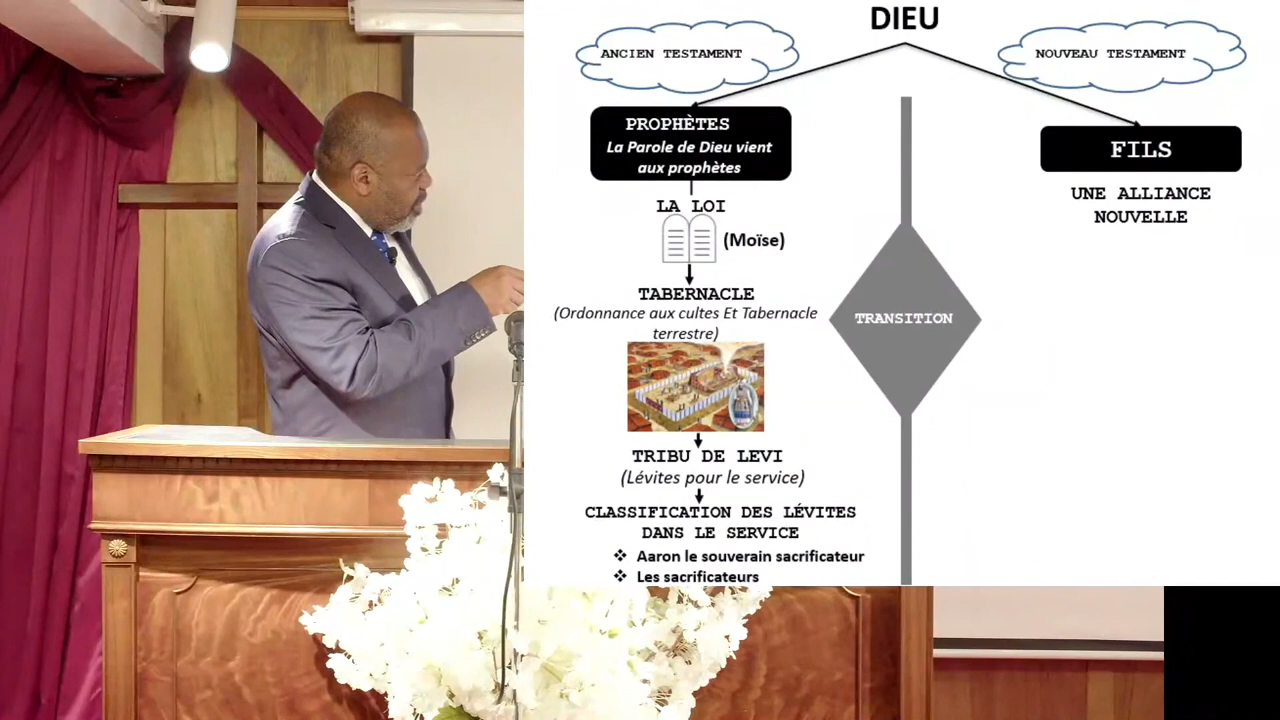 DIEU
ANCIEN TESTAMENT
NOUVEAU TESTAMENT
PROPHÈTES
La Parole de Dieu vient
aux prophètes
FILS
UNE ALLIANCE
NOUVELLE
LA LOI
(Moïse)
TABERNACLE
(Ordonnance aux cultes Et Tabernacle
terrestre)
TRANSITION
TRIBU DE LEVI
(Lévites pour le service)
CLASSIFICATION DES LÉVITES
DANS LE SERVICE
❖ Aaron le souverain sacrificateur
❖ Les sacrificateurs